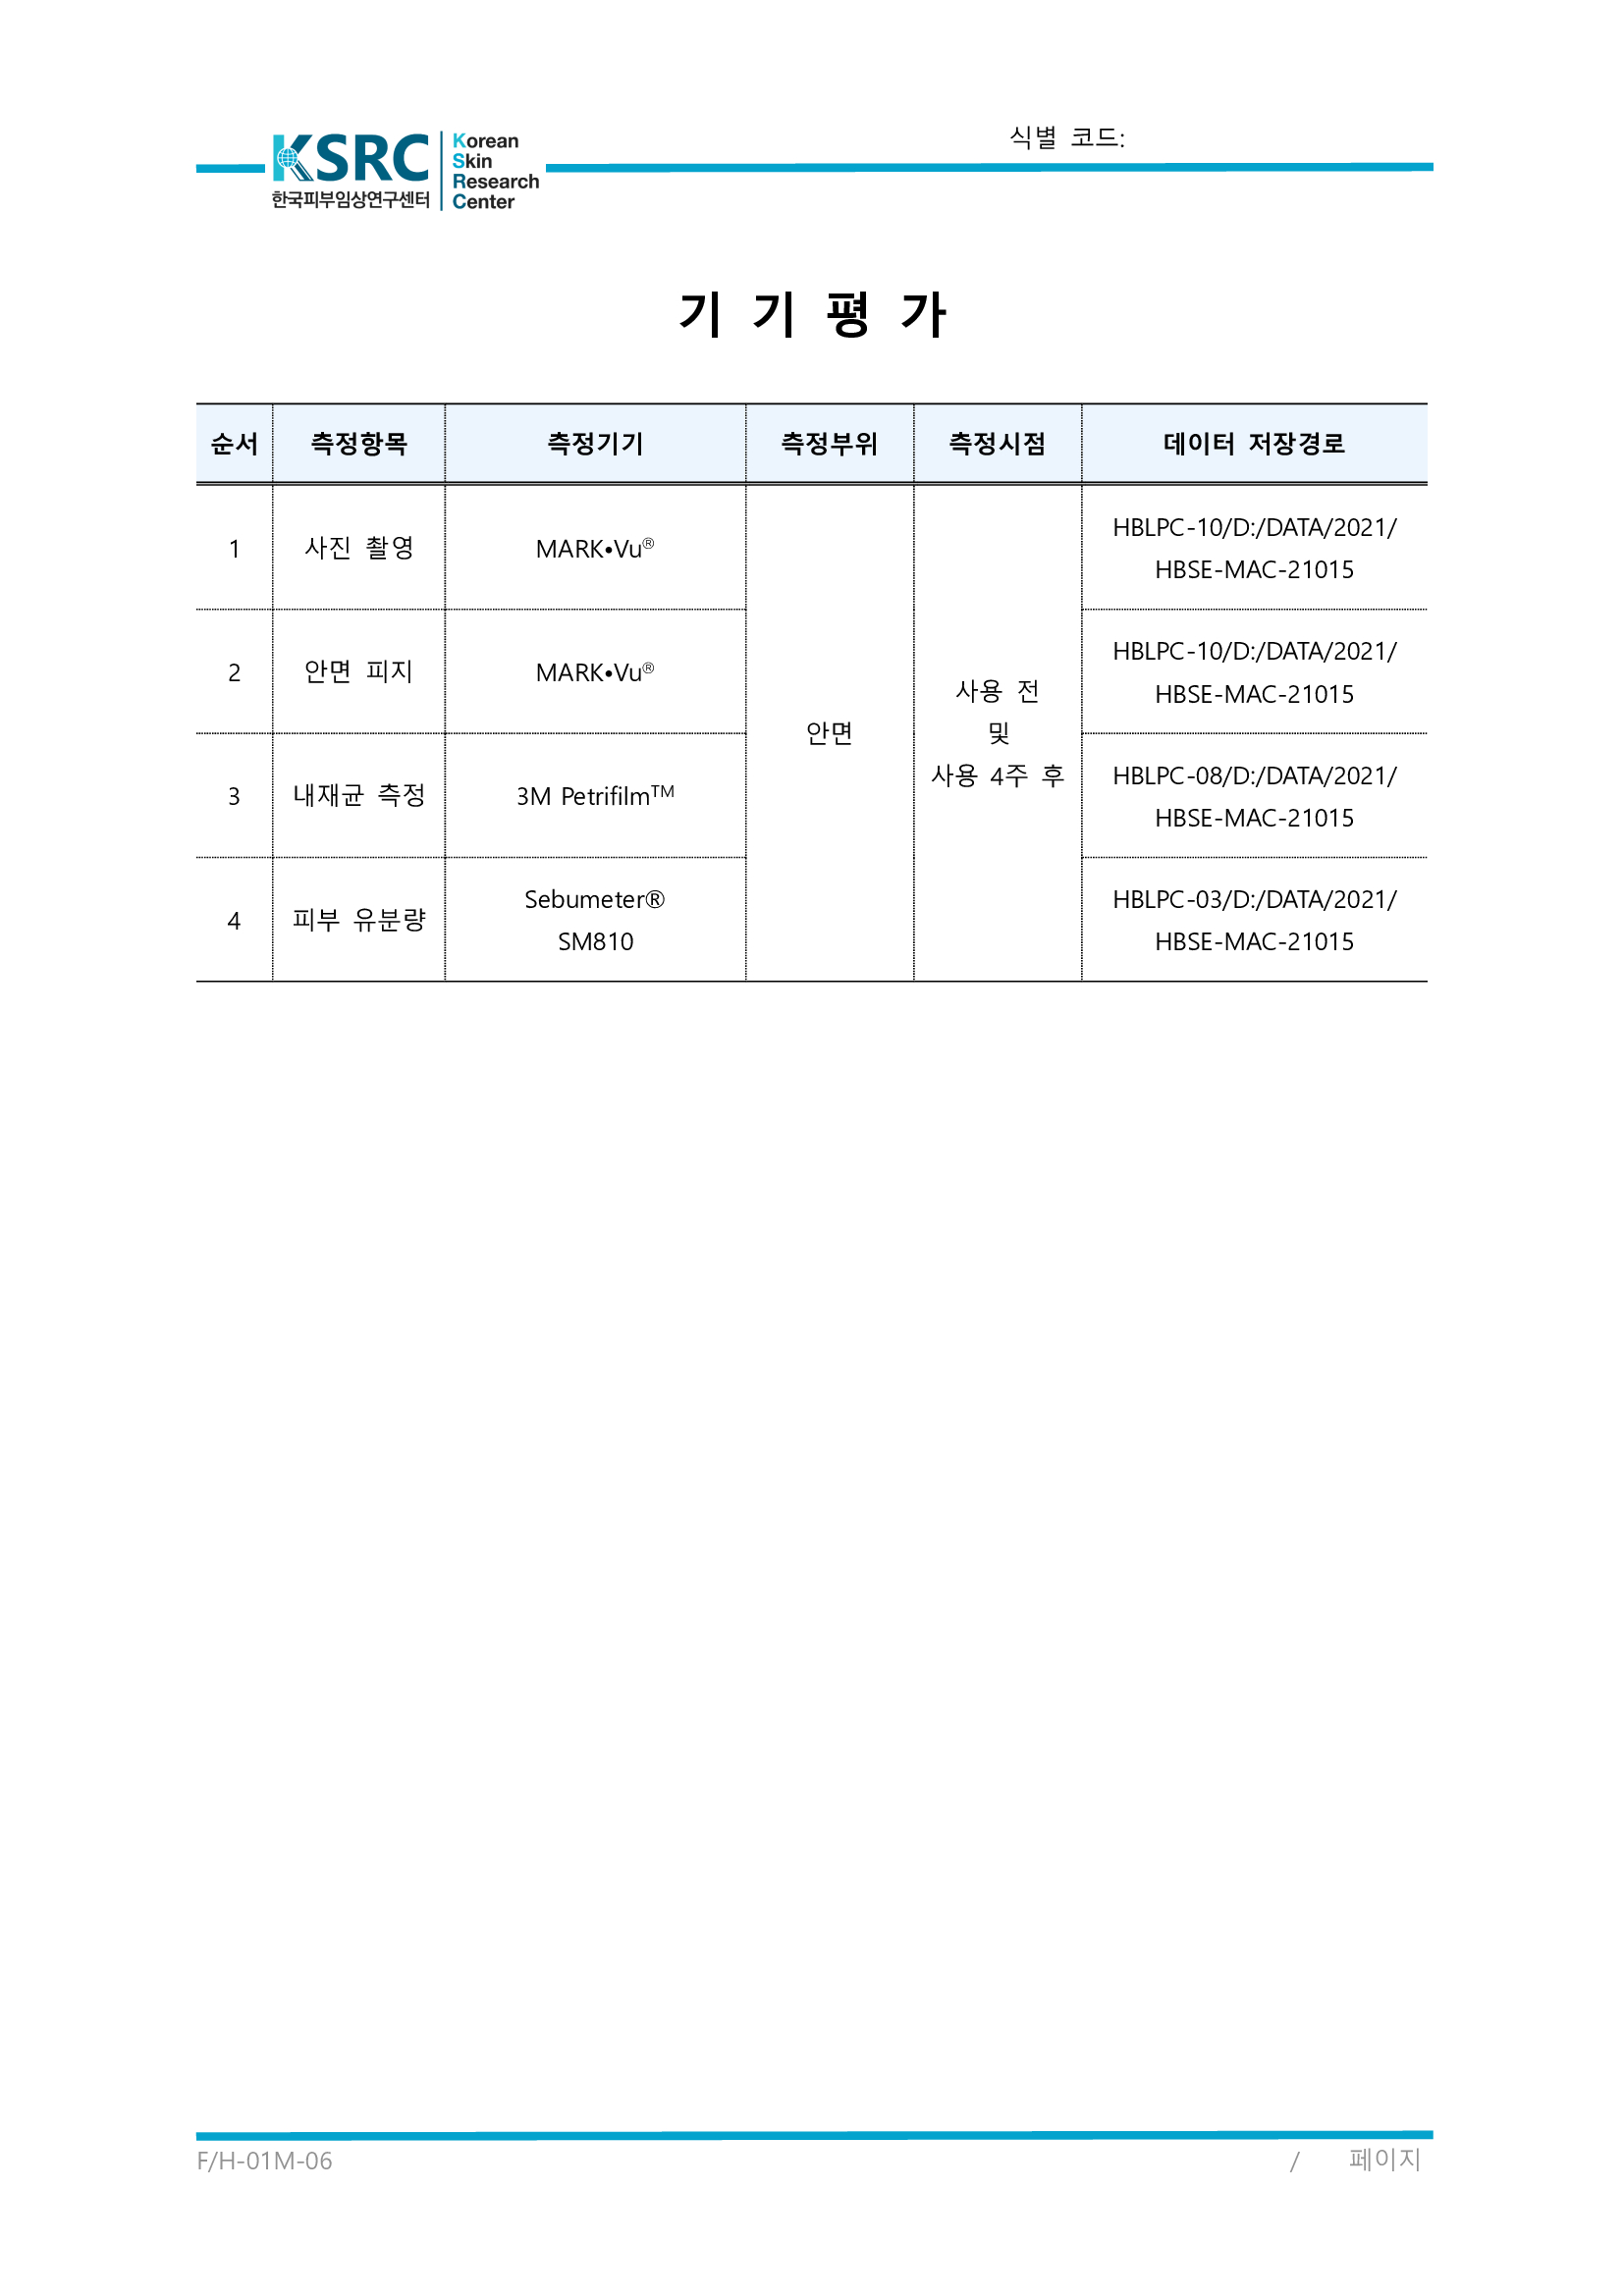 식별 코드:
KSRC
한국피부임상연구센터
Korean
Skin
Research
Center
기 기 평 가
순서 측정항목 측정기기 측정부위 측정시점 데이터 저장경로
1 사진 촬영 MARK•Vu® HBLPC-10/D:/DATA/2021/
HBSE-MAC-21015
2 안면 피지 MARK•Vu® HBLPC-10/D:/DATA/2021/
HBSE-MAC-21015
안면
사용 전
및
사용 4주 후
3 내재균 측정 3M Petrifilm™ HBLPC-08/D:/DATA/2021/
HBSE-MAC-21015
4 피부 유분량 Sebumeter®
SM810
HBLPC-03/D:/DATA/2021/
HBSE-MAC-21015
F/H-01M-06
/ 페이지